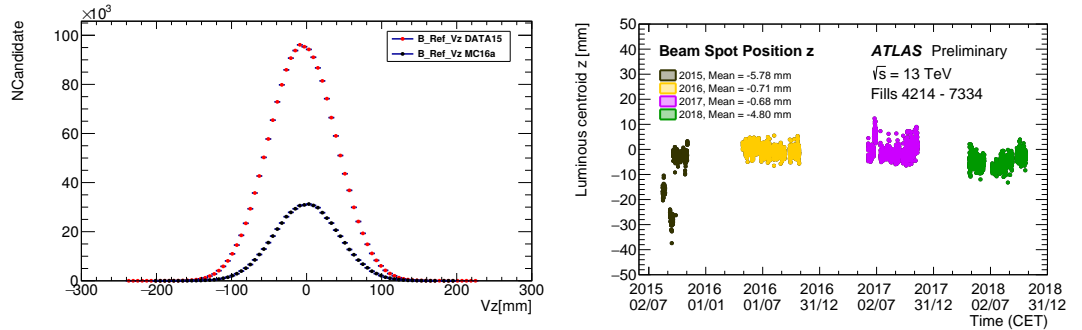 ×10³
NCandidate
100
80
60
40
20
0
B_Ref_Vz DATA15
B_Ref_Vz MC16a
−300 −200 −100 0 100 200 300
Vz[mm]
Luminous centroid z [mm]
50
40
30
20
10
0
−10
−20
−30
−40
−50
Beam Spot Position z
2015, Mean = -5.78 mm
2016, Mean = -0.71 mm
2017, Mean = -0.68 mm
2018, Mean = -4.80 mm
ATLAS Preliminary
√s = 13 TeV
Fills 4214 - 7334
2015 2016 2016 2016 2017 2017 2018 2018
02/07 01/01 01/07 31/12 02/07 31/12 02/07 31/12
Time (CET)